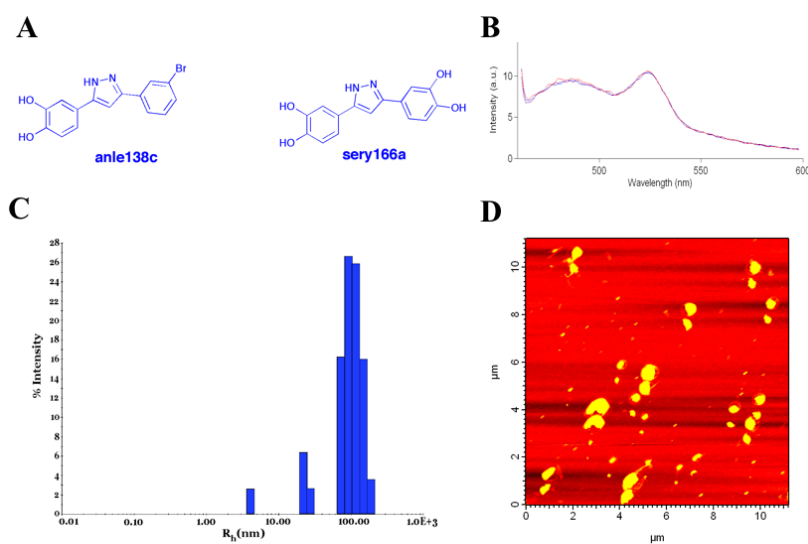 A
Br
HN
N
HO
HO
anle138c
OH
HN
N
OH
HO
HO
sery166a
B
Intensity (a.u.)
10
5
0
500
550
600
Wavelength (nm)
C
% Intensity
28
26
24
22
20
18
16
14
12
10
8
6
4
2
0
0.01
0.10
1.00
10.00
100.00
1.0E+3
Rh(nm)
D
µm
10
8
6
4
2
0
0
2
4
6
8
10
µm